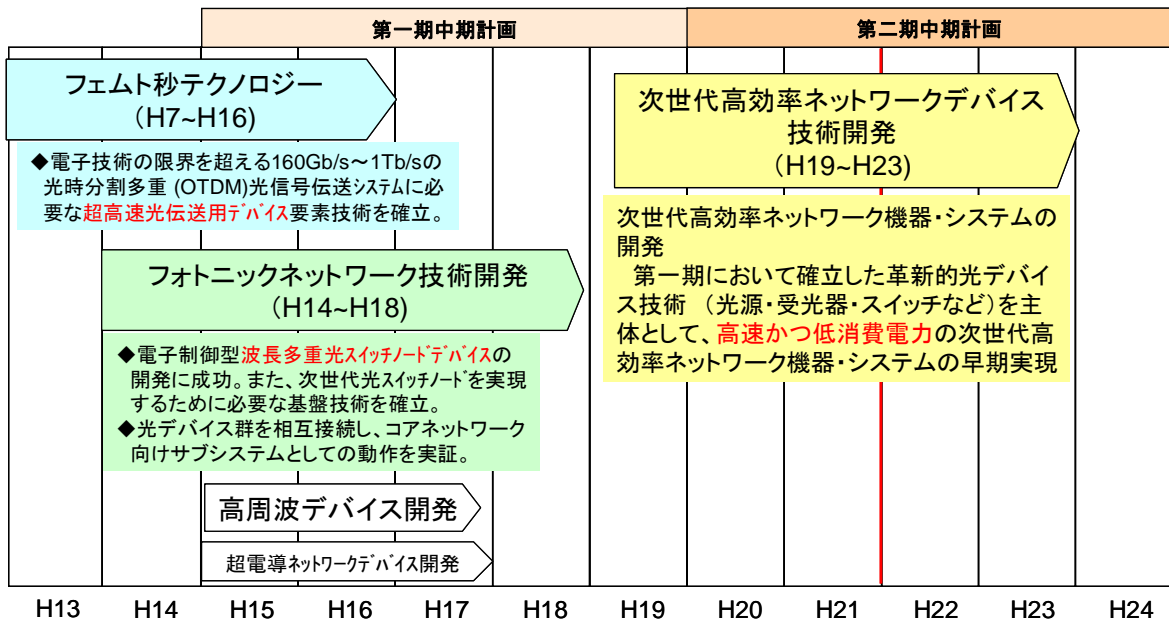 第一期中期計画
第二期中期計画
フェムト秒テクノロジー
(H7~H16)
◆電子技術の限界を超える160Gb/s～1Tb/sの
光時分割多重 (OTDM)光信号伝送ｼｽﾃﾑに必
要な超高速光伝送用ﾃﾞﾊﾞｲｽ要素技術を確立。
フォトニックネットワーク技術開発
(H14~H18)
◆電子制御型波長多重光ｽｲｯﾁﾉｰﾄﾞﾃﾞﾊﾞｲｽの
開発に成功。また、次世代光ｽｲｯﾁﾉｰﾄﾞを実現
するために必要な基盤技術を確立。
◆光デバイス群を相互接続し、コアネットワーク
向けサブシステムとしての動作を実証。
高周波デバイス開発
超電導ﾈｯﾄﾜｰｸﾃﾞﾊﾞｲｽ開発
次世代高効率ネットワークデバイス
技術開発
(H19~H23)
次世代高効率ネットワーク機器・システムの
開発
第一期において確立した革新的光デバイ
ス技術 （光源・受光器・スイッチなど）を主
体として、高速かつ低消費電力の次世代高
効率ネットワーク機器・システムの早期実現
H13 H14 H15 H16 H17 H18 H19 H20 H21 H22 H23 H24